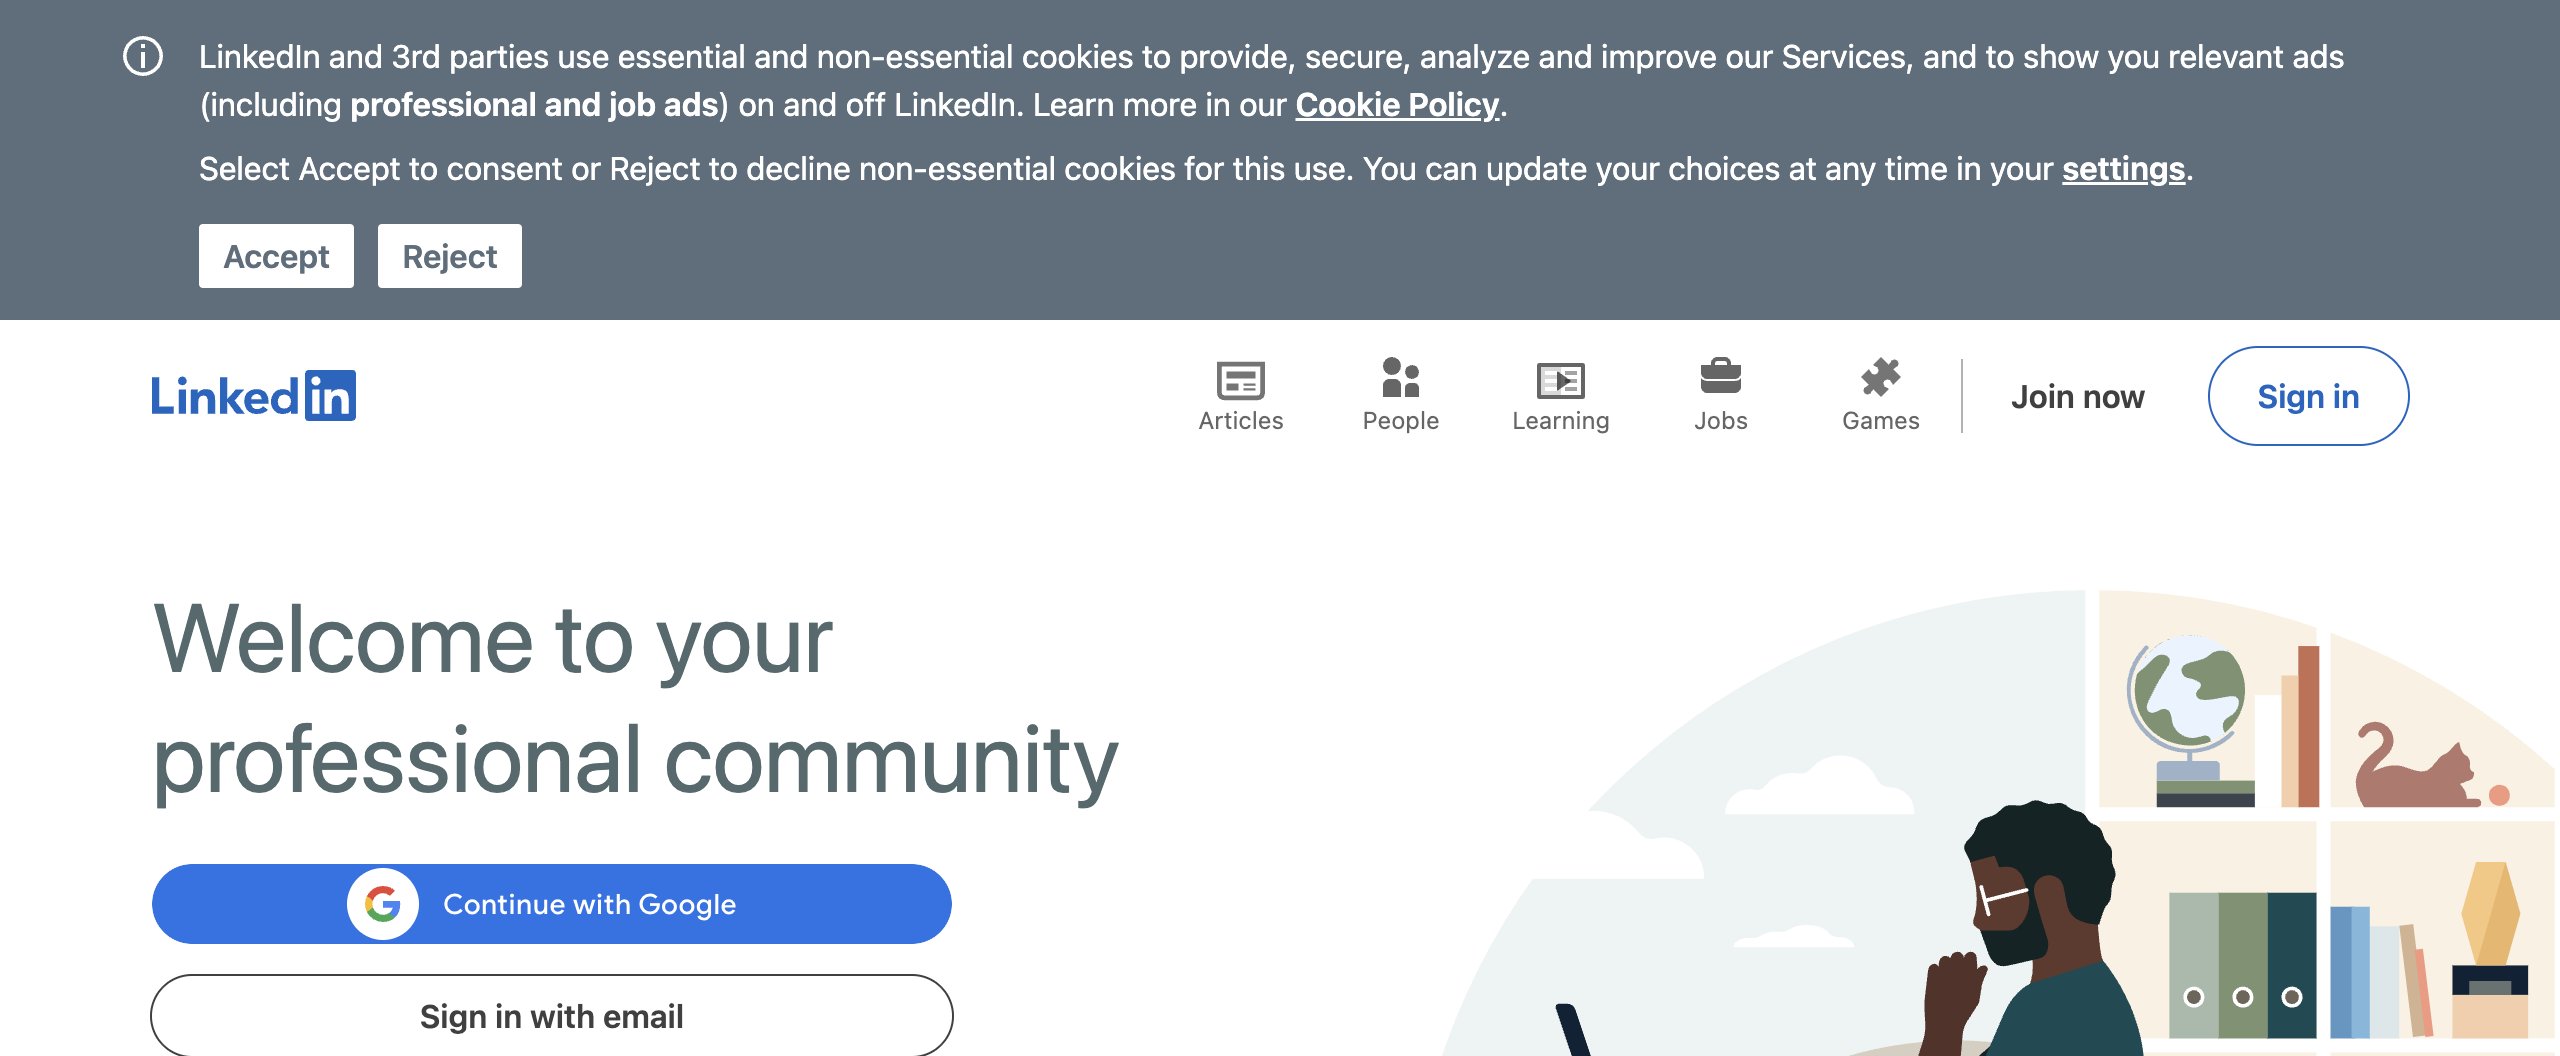 LinkedIn and 3rd parties use essential and non-essential cookies to provide, secure, analyze and improve our Services, and to show you relevant ads
(including professional and job ads) on and off LinkedIn. Learn more in our Cookie Policy.
Select Accept to consent or Reject to decline non-essential cookies for this use. You can update your choices at any time in your settings.
Accept Reject
Linked in
Articles People Learning Jobs Games Join now Sign in
Welcome to your
professional community
Continue with Google
Sign in with email